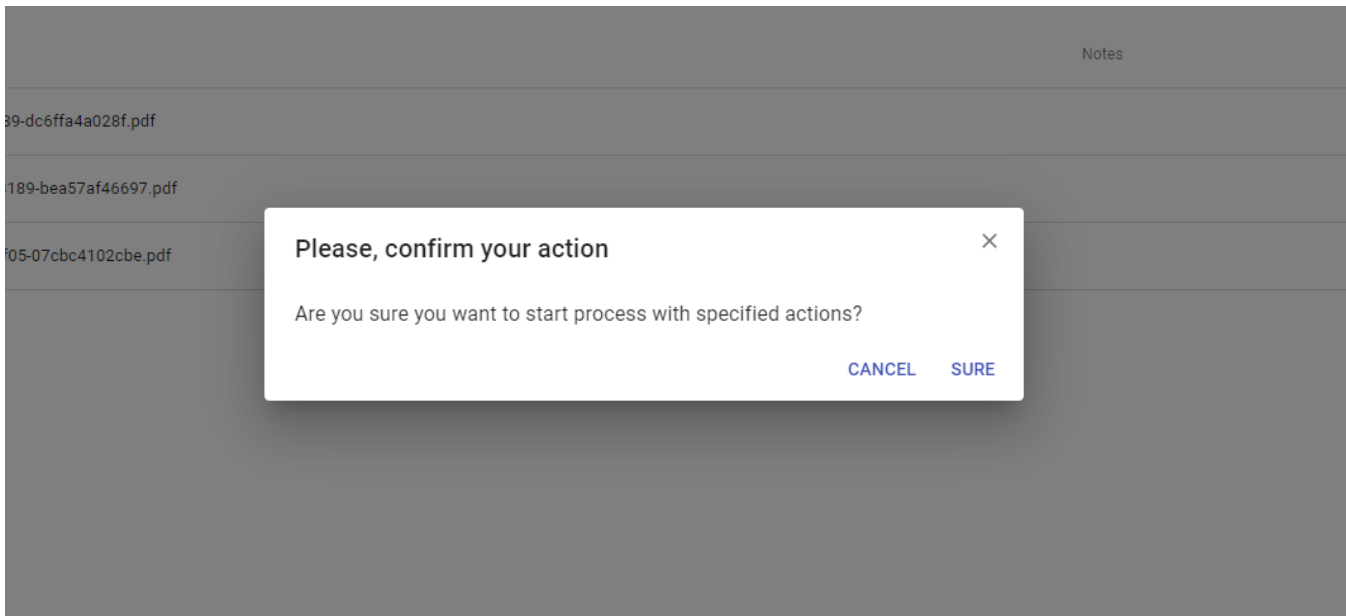 Notes
39-dc6ffa4a028f.pdf
189-bea57af46697.pdf
f05-07cbc4102cbe.pdf
Please, confirm your action
Are you sure you want to start process with specified actions?
CANCEL SURE